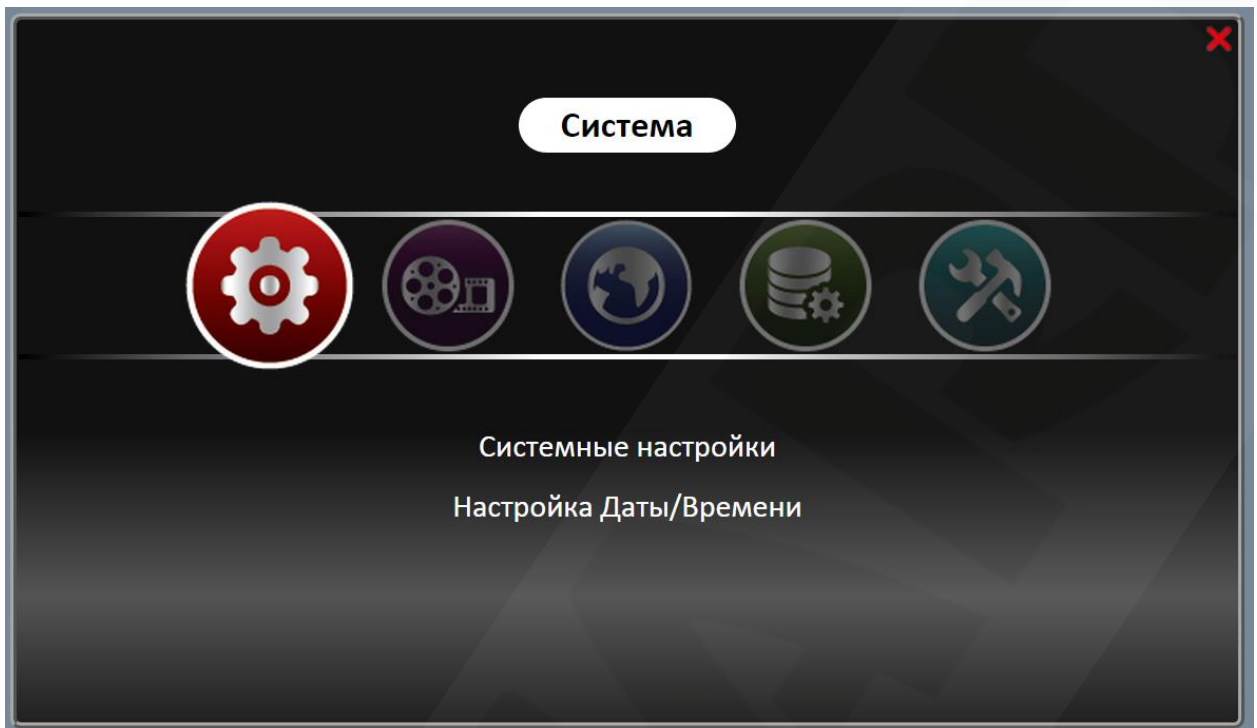 Система
Системные настройки
Настройка Даты/Времени